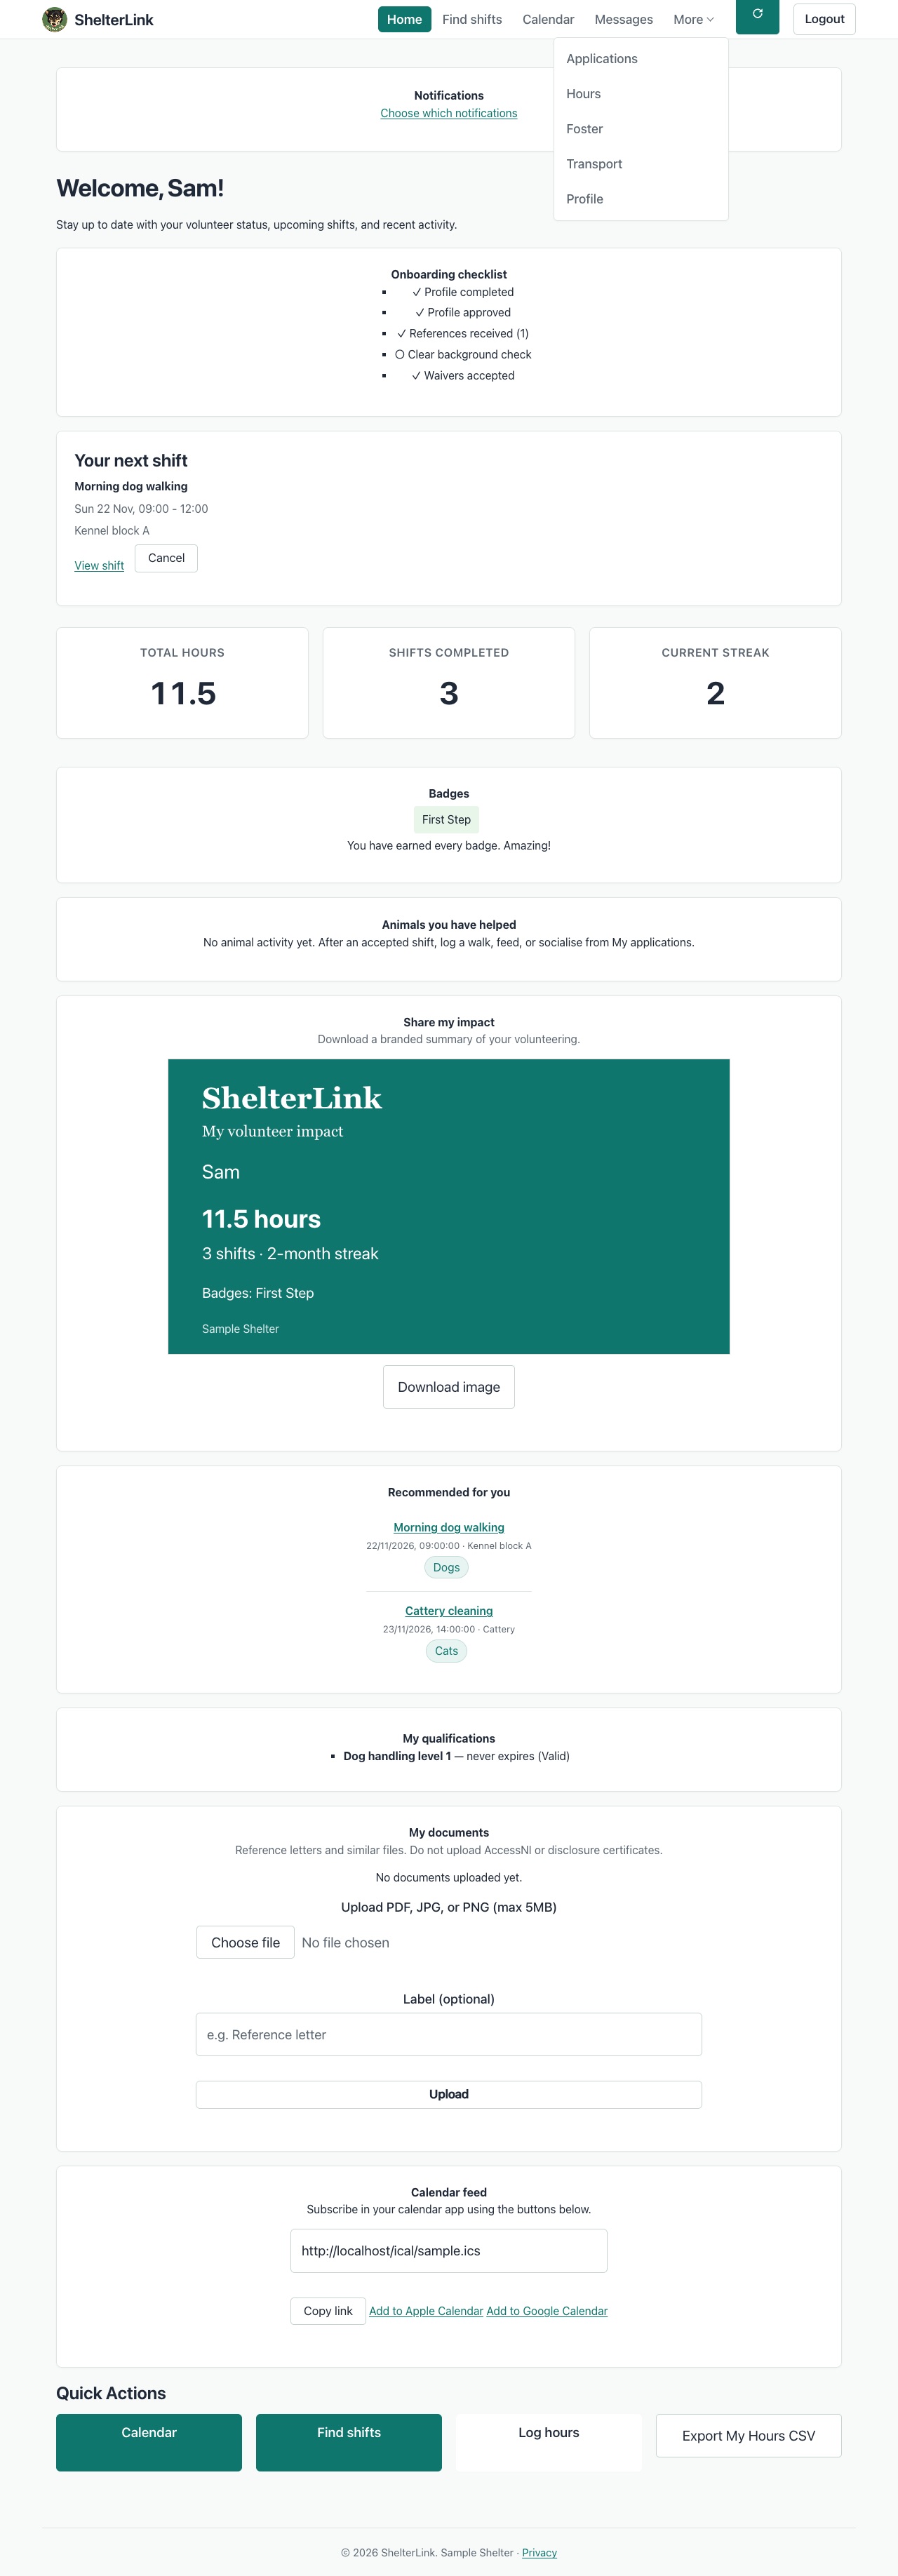 ShelterLink
Home Find shifts Calendar Messages More Logout
Applications
Hours
Foster
Transport
Profile
Notifications
Choose which notifications
Welcome, Sam!
Stay up to date with your volunteer status, upcoming shifts, and recent activity.
Onboarding checklist
✓ Profile completed
✓ Profile approved
✓ References received (1)
○ Clear background check
✓ Waivers accepted
Your next shift
Morning dog walking
Sun 22 Nov, 09:00 - 12:00
Kennel block A
View shift Cancel
TOTAL HOURS
11.5
SHIFTS COMPLETED
3
CURRENT STREAK
2
Badges
First Step
You have earned every badge. Amazing!
Animals you have helped
No animal activity yet. After an accepted shift, log a walk, feed, or socialise from My applications.
Share my impact
Download a branded summary of your volunteering.
ShelterLink
My volunteer impact
Sam
11.5 hours
3 shifts · 2-month streak
Badges: First Step
Sample Shelter
Download image
Recommended for you
Morning dog walking
22/11/2026, 09:00:00 · Kennel block A
Dogs
Cattery cleaning
23/11/2026, 14:00:00 · Cattery
Cats
My qualifications
Dog handling level 1 — never expires (Valid)
My documents
Reference letters and similar files. Do not upload AccessNI or disclosure certificates.
No documents uploaded yet.
Upload PDF, JPG, or PNG (max 5MB)
Choose file No file chosen
Label (optional)
e.g. Reference letter
Upload
Calendar feed
Subscribe in your calendar app using the buttons below.
http://localhost/ical/sample.ics
Copy link Add to Apple Calendar Add to Google Calendar
Quick Actions
Calendar Find shifts Log hours Export My Hours CSV
© 2026 ShelterLink. Sample Shelter · Privacy